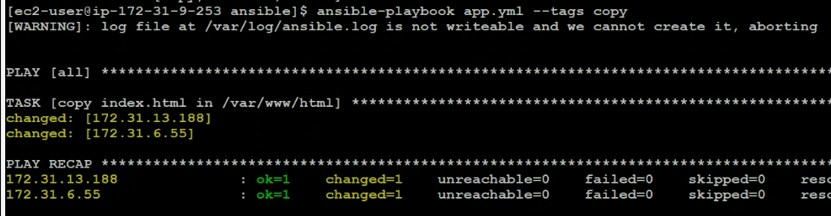 [ec2-user@ip-172-31-9-253 ansible]$ ansible-playbook app.yml --tags copy
[WARNING]: log file at /var/log/ansible.log is not writeable and we cannot create it, aborting
PLAY [all] ************************************************************************************
TASK [copy index.html in /var/www/html] *******************************************************
changed: [172.31.13.188]
changed: [172.31.6.55]
PLAY RECAP ************************************************************************************
172.31.13.188 : ok=1 changed=1 unreachable=0 failed=0 skipped=0 resc
172.31.6.55 : ok=1 changed=1 unreachable=0 failed=0 skipped=0 resc